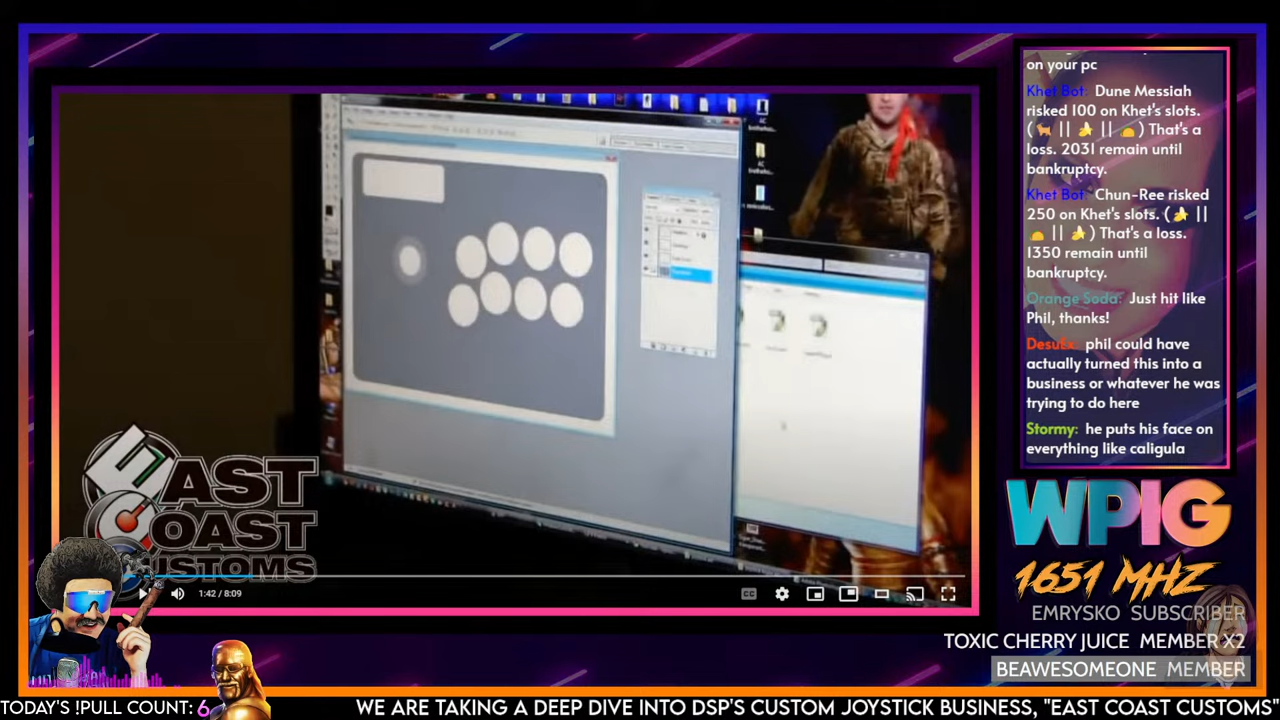 on your pc
Khet Bot: Dune Messiah
risked 100 on Khet's slots.
( || 🍌 || ) That's a
loss. 2031 remain until
bankruptcy.
Khet Bot: Chun-Ree risked
250 on Khet's slots. (🍌 ||
|| 🍌) That's a loss.
1350 remain until
bankruptcy.
Orange Soda: Just hit like
Phil, thanks!
DesuEx: phil could have
actually turned this into a
business or whatever he was
trying to do here
Stormy: he puts his face on
everything like caligula
EAST
COAST
CUSTOMS
1:42 / 8:09
CC
WPIG
1651 MHZ
EMRYSKO SUBSCRIBER
TOXIC CHERRY JUICE MEMBER X2
BEAWESOMEONE MEMBER
TODAY'S !PULL COUNT: 6
WE ARE TAKING A DEEP DIVE INTO DSP'S CUSTOM JOYSTICK BUSINESS, "EAST COAST CUSTOMS"